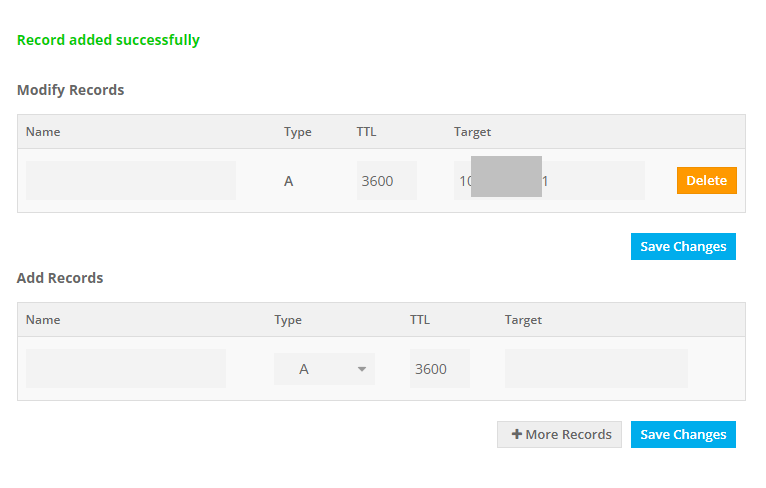 Record added successfully
Modify Records
Name Type TTL Target
A 3600 10 1 Delete
Save Changes
Add Records
Name Type TTL Target
A 3600
+ More Records Save Changes